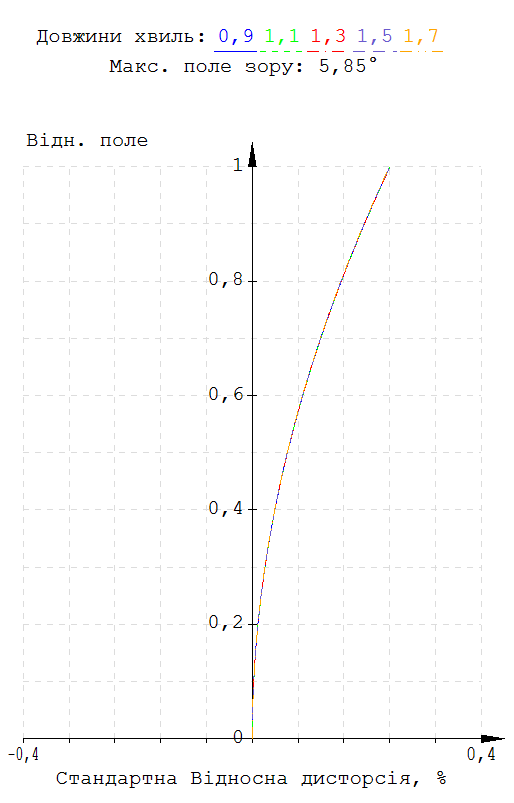 Довжини хвиль: 0,9 1,1 1,3 1,5 1,7
Макс. поле зору: 5,85°
Відн. поле
1
0,8
0,6
0,4
0,2
0
-0,4 0,4
Стандартна Відносна дисторсія, %